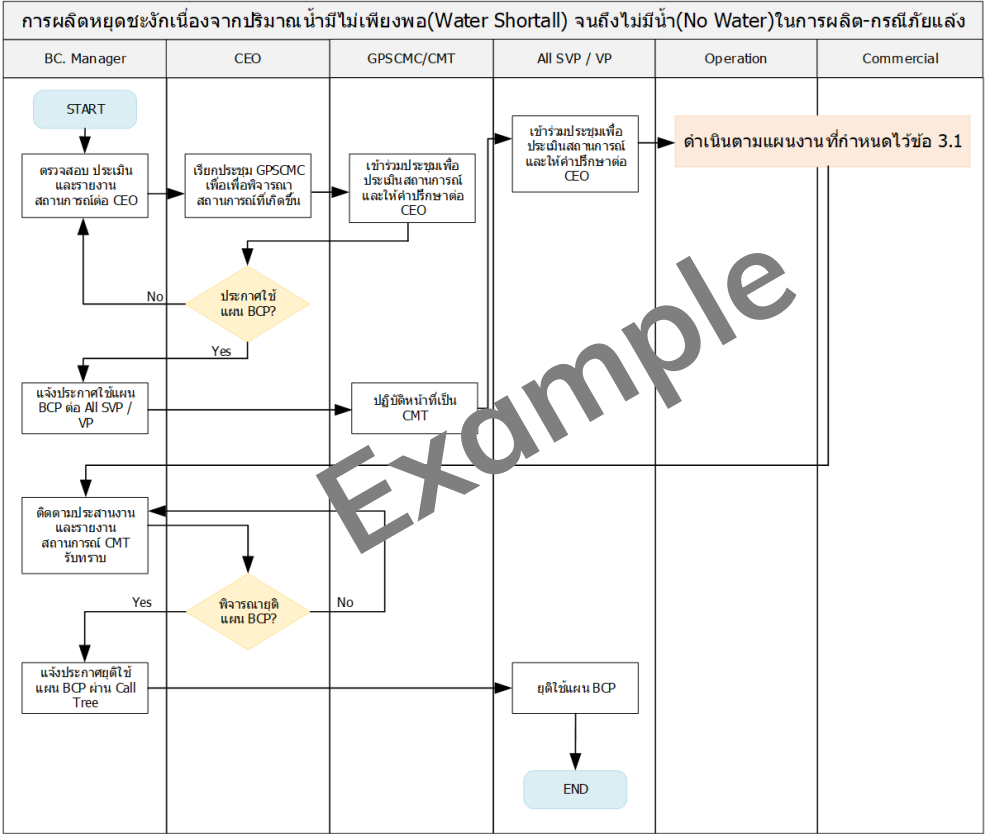 การผลิตหยุดชะงักเนื่องจากปริมาณน้ำมีไม่เพียงพอ(Water Shortall) จนถึงไม่มีน้ำ(No Water)ในการผลิต-กรณีภัยแล้ง
BC. Manager
CEO
GPSCMC/CMT
All SVP / VP
Operation
Commercial
START
ตรวจสอบ ประเมิน
และรายงาน
สถานการณ์ต่อ CEO
เรียกประชุม GPSCMC
เพื่อเพื่อพิจารณา
สถานการณ์ที่เกิดขึ้น
เข้าร่วมประชุมเพื่อ
ประเมินสถานการณ์
และให้คำปรึกษาต่อ
CEO
เข้าร่วมประชุมเพื่อ
ประเมินสถานการณ์
และให้คำปรึกษาต่อ
CEO
ดำเนินตามแผนงานที่กำหนดไว้ข้อ 3.1
ประกาศใช้
แผน BCP?
No
Yes
แจ้งประกาศใช้แผน
BCP ต่อ All SVP /
VP
ปฏิบัติหน้าที่เป็น
CMT
Example
ติดตามประสานงาน
และรายงาน
สถานการณ์ CMT
รับทราบ
พิจารณายุติ
แผน BCP?
Yes
No
แจ้งประกาศยุติใช้
แผน BCP ผ่าน Call
Tree
ยุติใช้แผน BCP
END